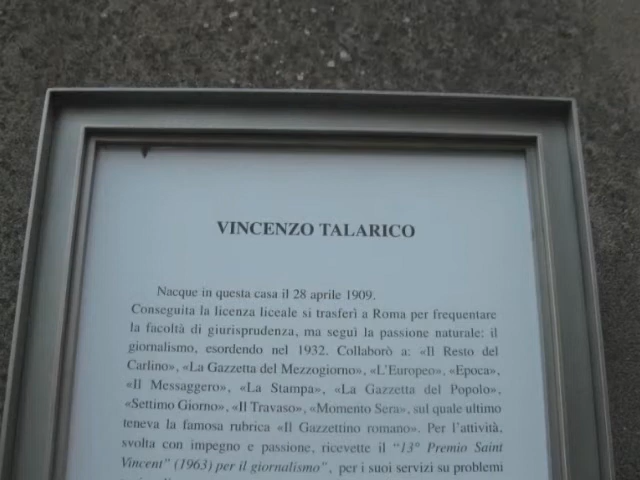 VINCENZO TALARICO
Nacque in questa casa il 28 aprile 1909.
Conseguita la licenza liceale si trasferì a Roma per frequentare
la facoltà di giurisprudenza, ma seguì la passione naturale: il
giornalismo, esordendo nel 1932. Collaborò a: «Il Resto del
Carlino», «La Gazzetta del Mezzogiorno», «L'Europeo», «Epoca»,
«Il Messaggero», «La Stampa», «La Gazzetta del Popolo»,
«Settimo Giorno», «Il Travaso», «Momento Sera», sul quale ultimo
teneva la famosa rubrica «Il Gazzettino romano». Per l'attività,
svolta con impegno e passione, ricevette il "13° Premio Saint
Vincent" (1963) per il giornalismo", per i suoi servizi su problemi